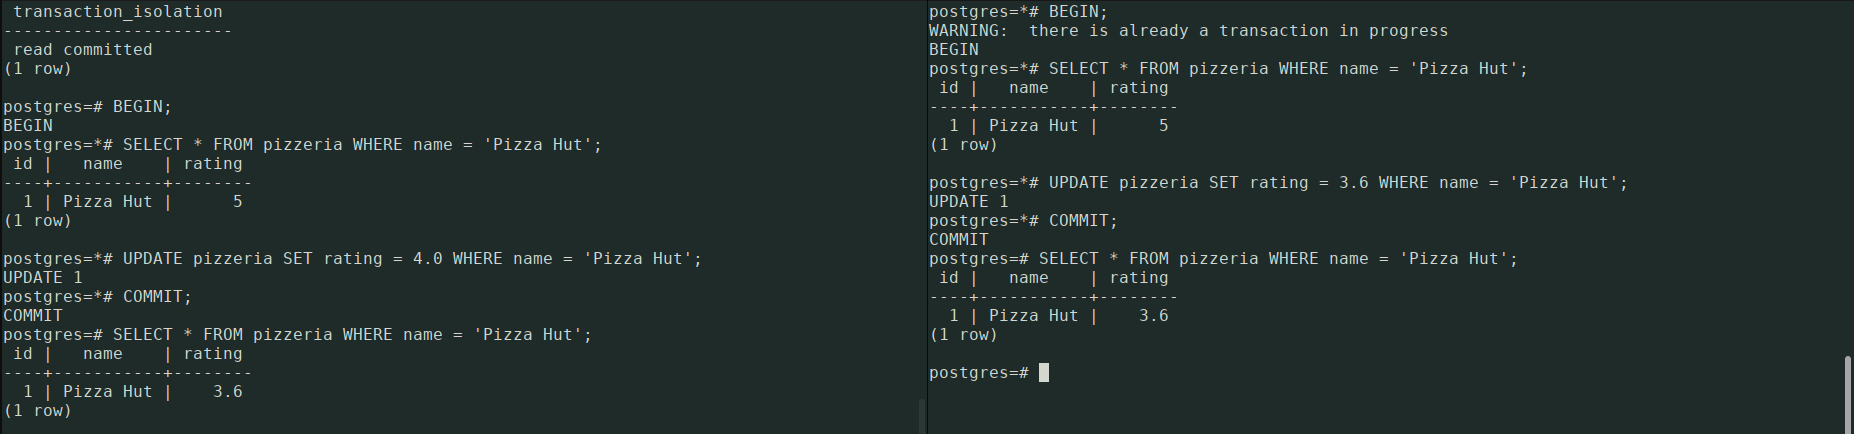 transaction_isolation
-----------------------
 read committed
(1 row)

postgres=# BEGIN;
BEGIN
postgres=*# SELECT * FROM pizzeria WHERE name = 'Pizza Hut';
 id |   name    | rating
----+-----------+--------
  1 | Pizza Hut |      5
(1 row)

postgres=*# UPDATE pizzeria SET rating = 4.0 WHERE name = 'Pizza Hut';
UPDATE 1
postgres=*# COMMIT;
COMMIT
postgres=# SELECT * FROM pizzeria WHERE name = 'Pizza Hut';
 id |   name    | rating
----+-----------+--------
  1 | Pizza Hut |    3.6
(1 row)

postgres=*# BEGIN;
WARNING:  there is already a transaction in progress
BEGIN
postgres=*# SELECT * FROM pizzeria WHERE name = 'Pizza Hut';
 id |   name    | rating
----+-----------+--------
  1 | Pizza Hut |      5
(1 row)

postgres=*# UPDATE pizzeria SET rating = 3.6 WHERE name = 'Pizza Hut';
UPDATE 1
postgres=*# COMMIT;
COMMIT
postgres=# SELECT * FROM pizzeria WHERE name = 'Pizza Hut';
 id |   name    | rating
----+-----------+--------
  1 | Pizza Hut |    3.6
(1 row)

postgres=#